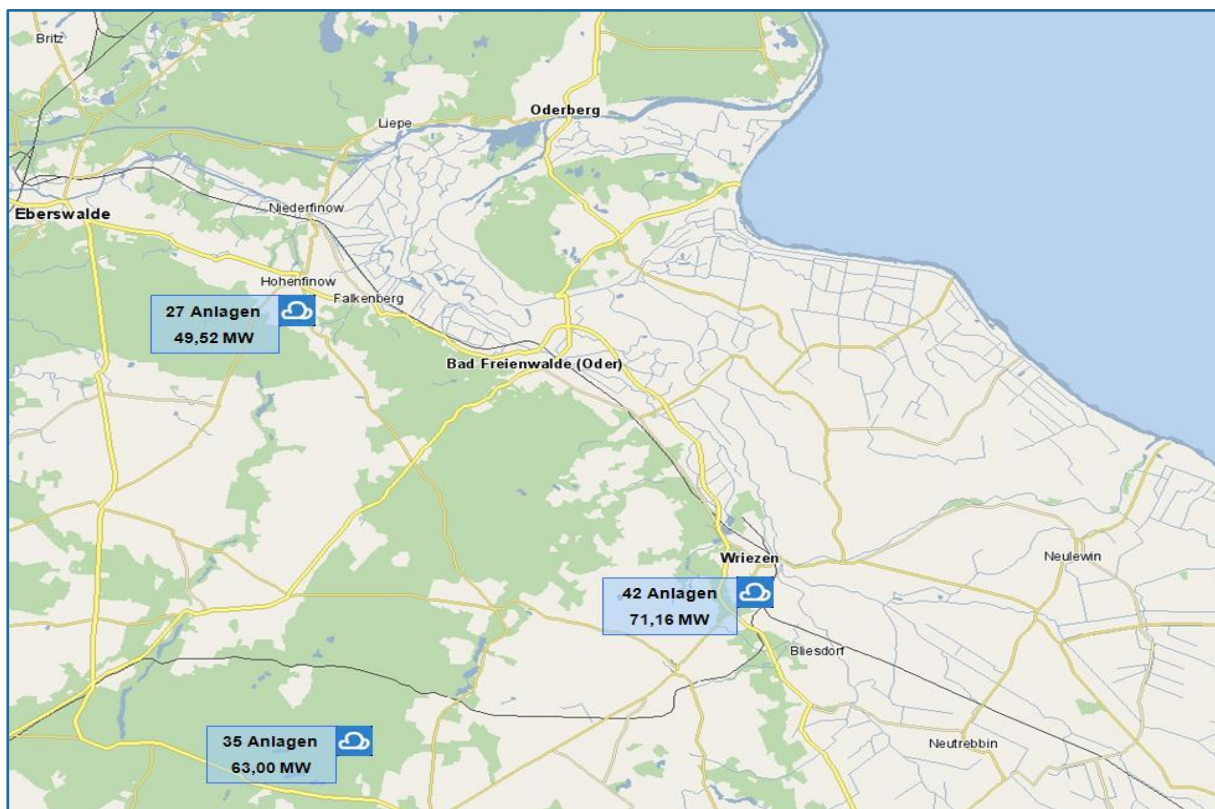 Britz
Oderberg
Liepe
Niederfinow
Eberswalde
Hohenfinow
Falkenberg
27 Anlagen
49,52 MW
Bad Freienwalde (Oder)
Wriezen
Neulewin
42 Anlagen
71,16 MW
Bliesdorf
35 Anlagen
63,00 MW
Neutrebbin